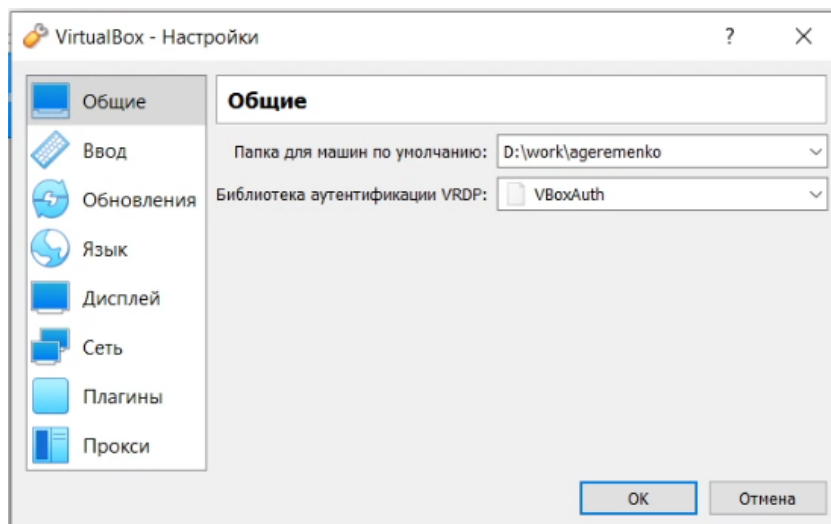 VirtualBox - Настройки ?
Общие
Ввод
Обновления
Язык
Дисплей
Сеть
Плагины
Прокси
Общие
Папка для машин по умолчанию: D:\work\ageremenko
Библиотека аутентификации VRDP: VBoxAuth
OK Отмена